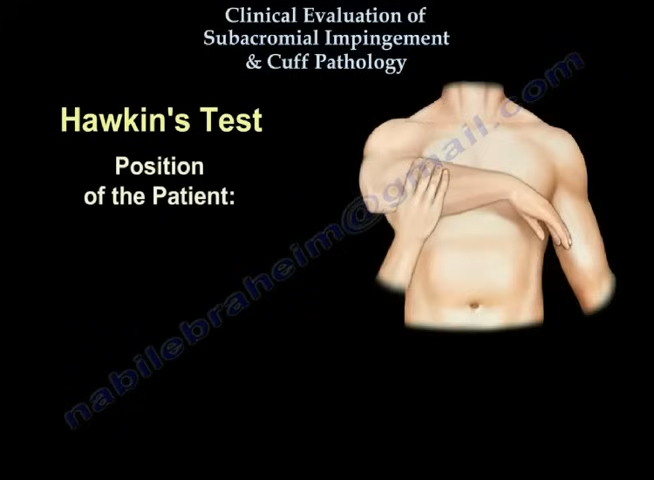 Clinical Evaluation of
Subacromial Impingement
& Cuff Pathology
Hawkin's Test
Position
of the Patient:
nabilebraheim@gmail.com